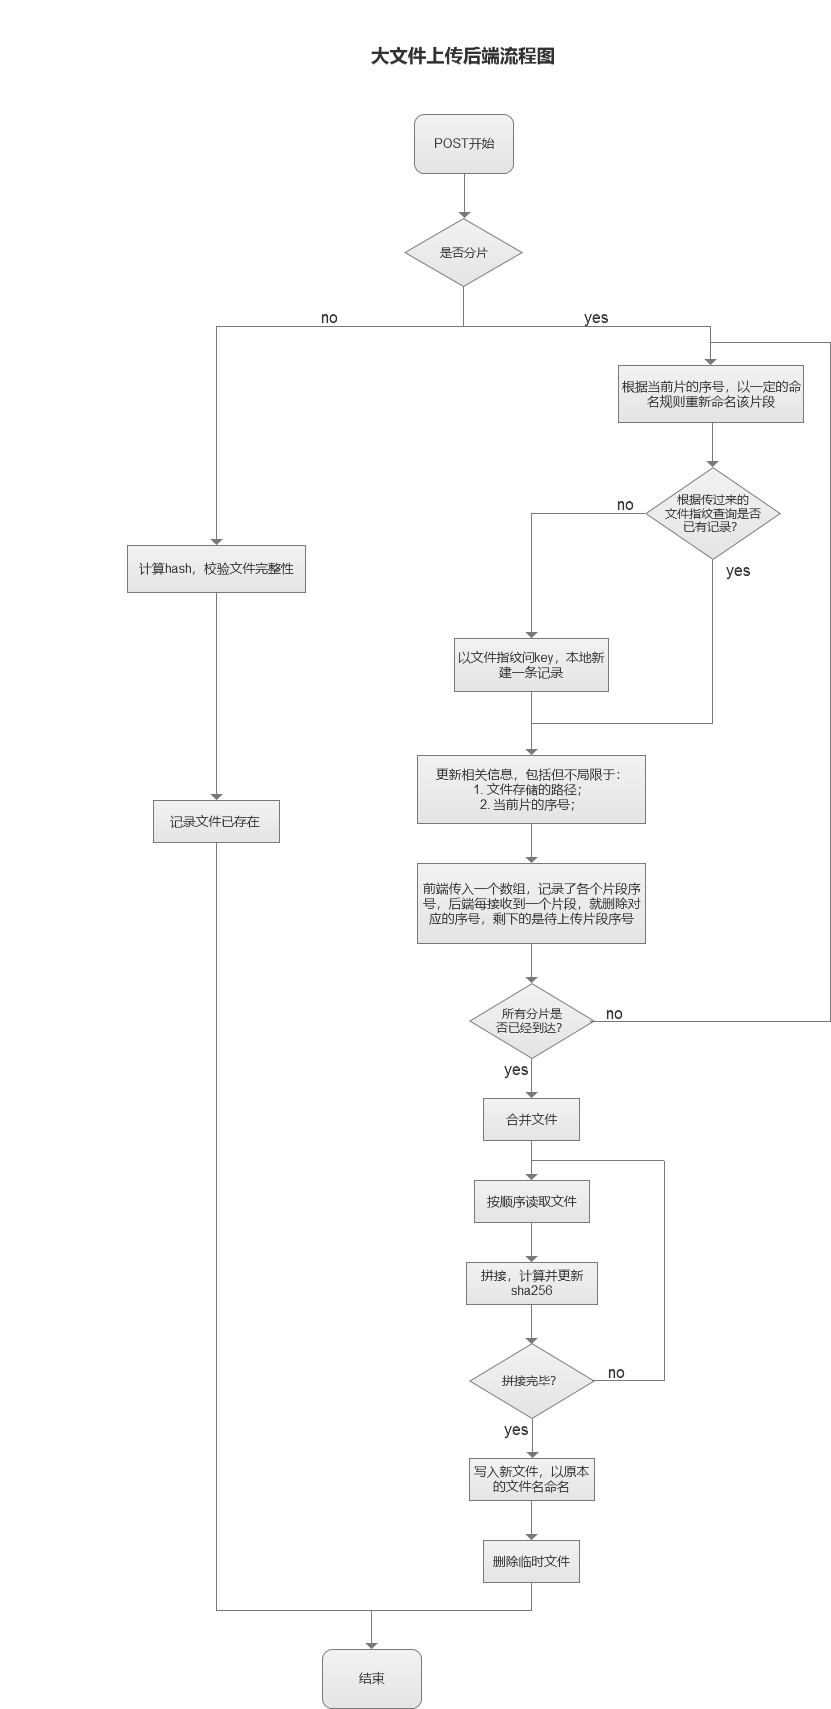 大文件上传后端流程图
POST开始
是否分片
no
yes
根据当前片的序号，以一定的命
名规则重新命名该片段
根据传过来的
文件指纹查询是否
已有记录？
no
yes
计算hash，校验文件完整性
以文件指纹问key，本地新
建一条记录
更新相关信息，包括但不局限于：
1. 文件存储的路径；
2. 当前片的序号；
记录文件已存在
前端传入一个数组，记录了各个片段序
号，后端每接收到一个片段，就删除对
应的序号，剩下的是待上传片段序号
所有分片是
否已经到达？
no
yes
合并文件
按顺序读取文件
拼接，计算并更新
sha256
拼接完毕？
no
yes
写入新文件，以原本
的文件名命名
删除临时文件
结束